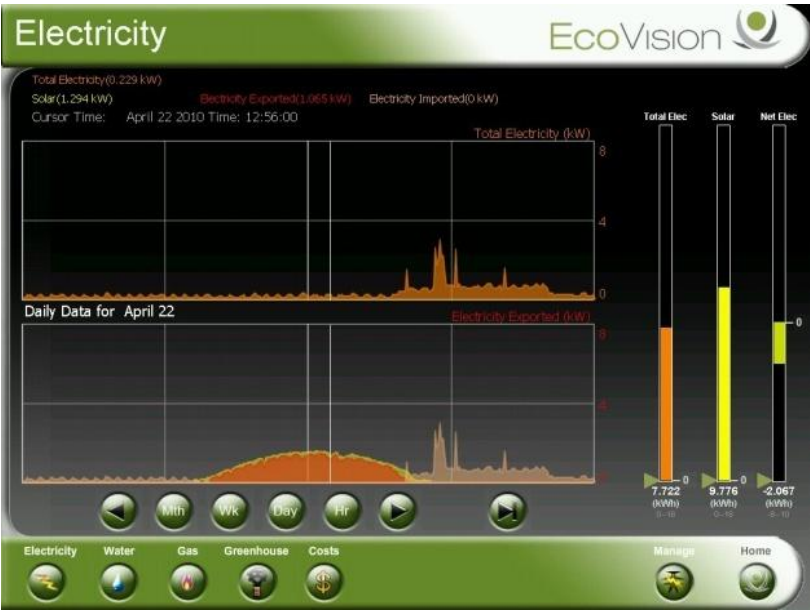 Electricity
EcoVision
Total Electricity(0.229 kW)
Solar(1.294 kW) Electricity Exported(1.065 kW) Electricity Imported(0 kW)
Cursor Time: April 22 2010 Time: 12:56:00
Total Elec Solar Net Elec
Total Electricity (kW)
8
4
0
Daily Data for April 22
Electricity Exported (kW)
8
4
0
0 0 0
7.722 9.776 -2.067
(kWh) (kWh) (kWh)
Mth Wk Day Hr
Electricity Water Gas Greenhouse Costs Manage Home